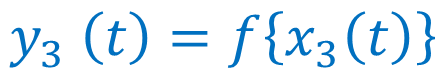 y₃ (t) = f{x₃(t)}